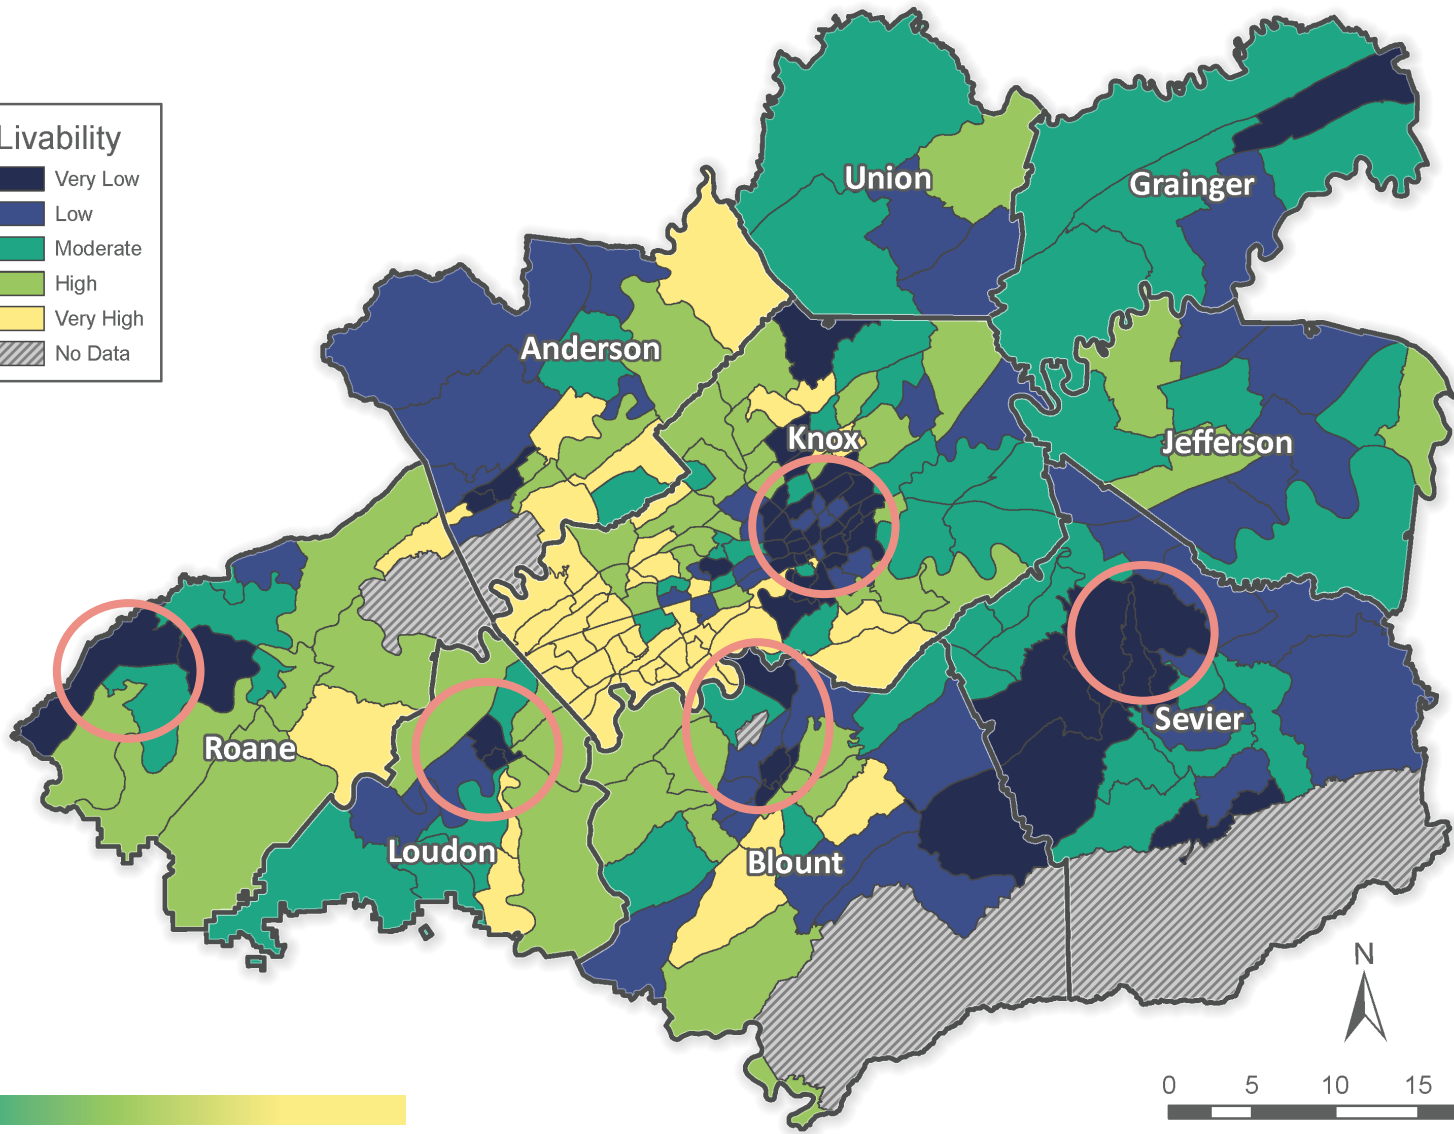 Livability
Very Low
Low
Moderate
High
Very High
No Data
Union
Grainger
Anderson
Knox
Jefferson
Sevier
Roane
Loudon
Blount
N
0 5 10 15